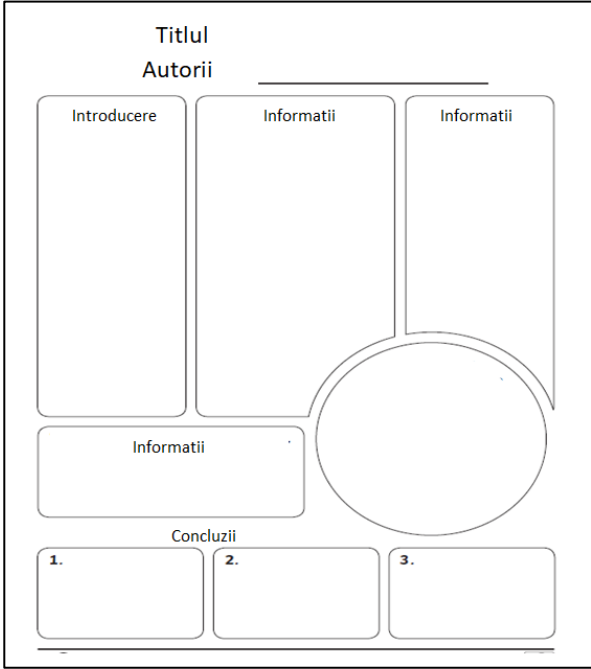 Titlul
Autorii
Introducere
Informatii
Informatii
Informatii
Concluzii
1.
2.
3.